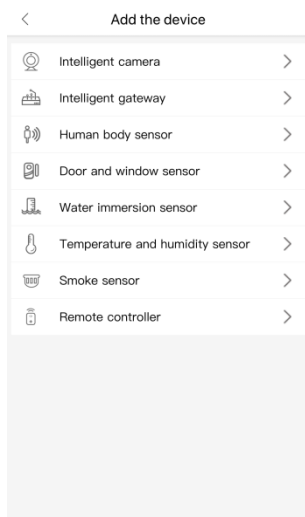 Add the device
Intelligent camera
Intelligent gateway
Human body sensor
Door and window sensor
Water immersion sensor
Temperature and humidity sensor
Smoke sensor
Remote controller